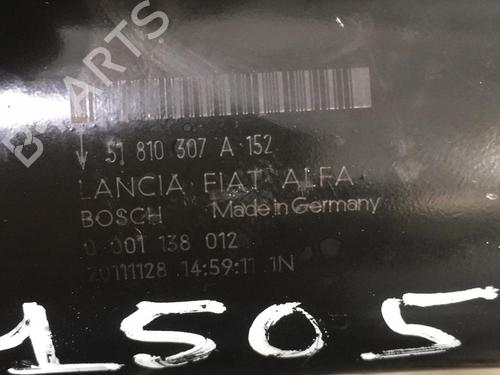 B-PARTS
51 810 307 A 152
LANCIA FIAT ALFA
BOSCH Made in Germany
0 001 138 012
20111128 14:59:11 1N
1505